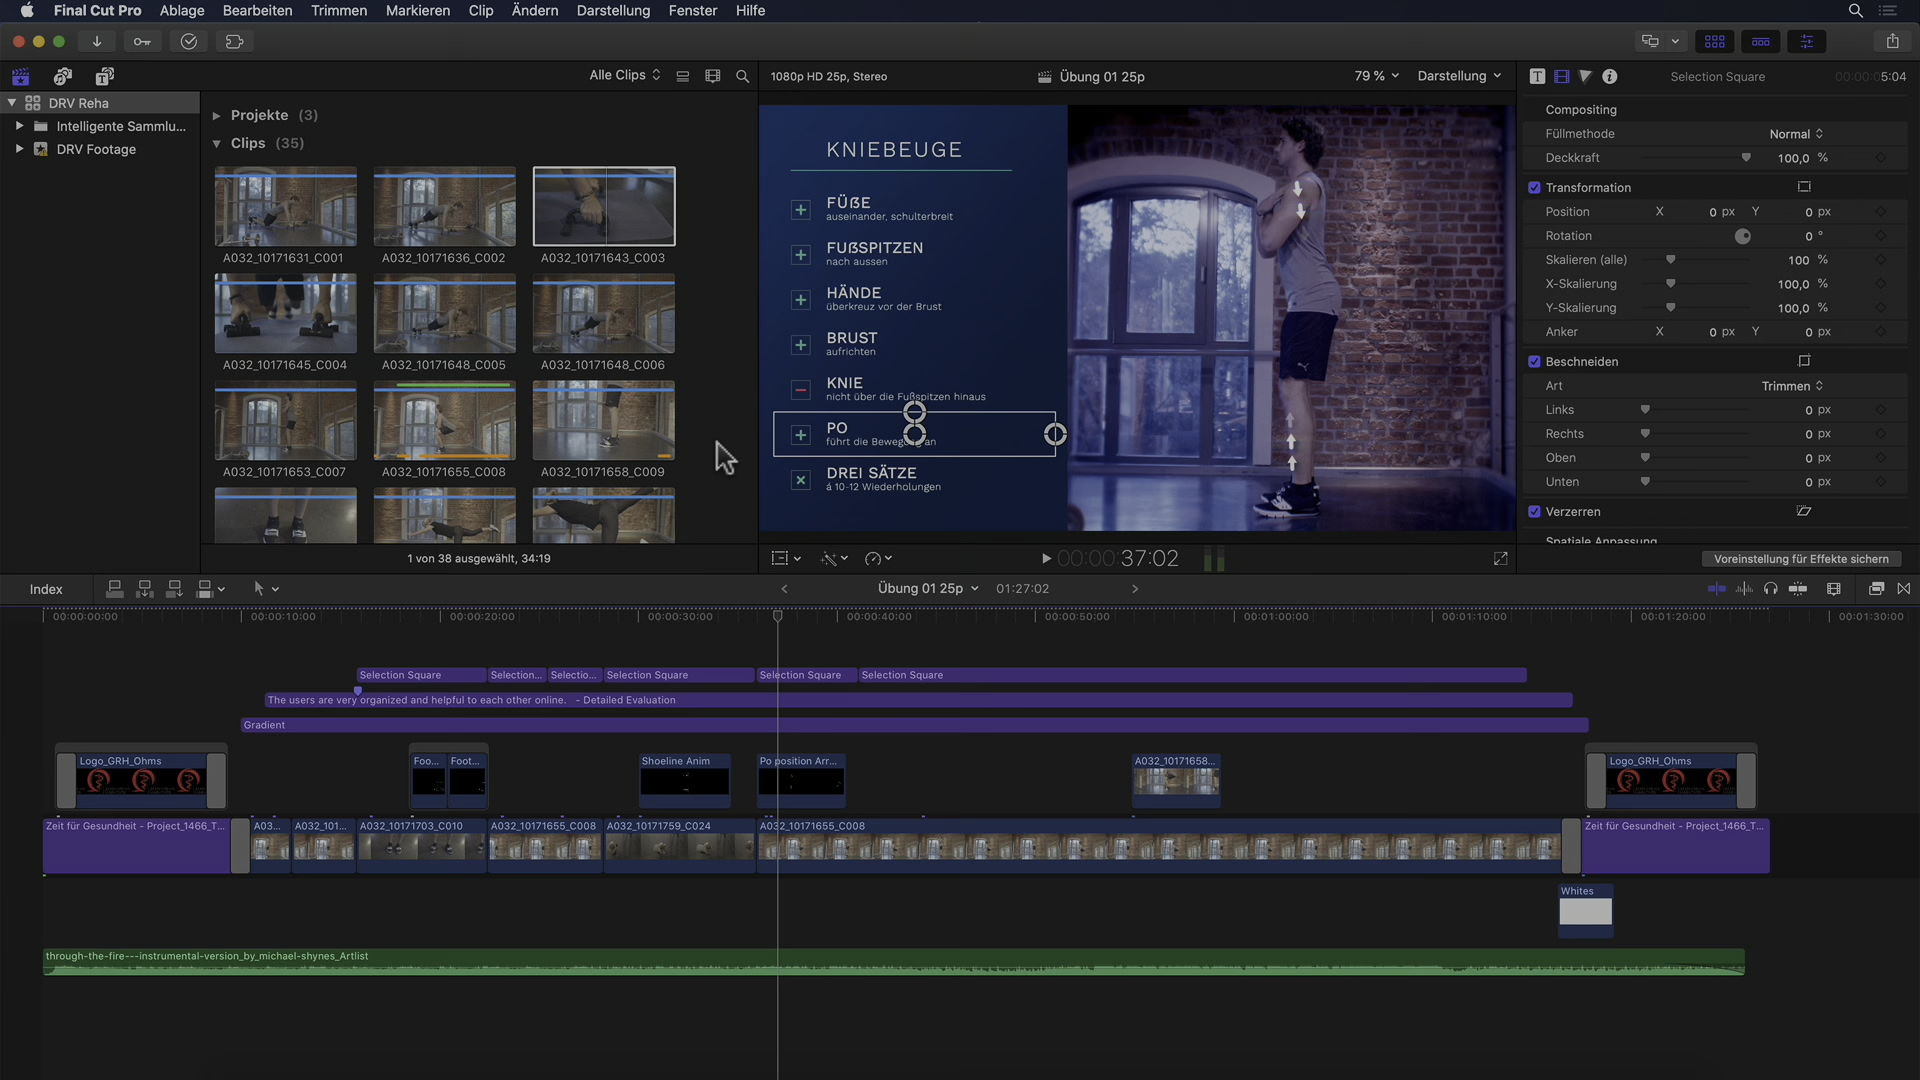 Final Cut Pro Ablage Bearbeiten Trimmen Markieren Clip Ändern Darstellung Fenster Hilfe
Alle Clips
1080p HD 25p, Stereo
Übung 01 25p
79 %
Darstellung
Selection Square
00:00:05:04
DRV Reha
Intelligente Sammlu...
DRV Footage
Projekte (3)
Clips (35)
A032_10171631_C001
A032_10171636_C002
A032_10171643_C003
A032_10171645_C004
A032_10171648_C005
A032_10171648_C006
A032_10171653_C007
A032_10171655_C008
A032_10171658_C009
1 von 38 ausgewählt, 34:19
KNIEBEUGE
FÜßE
auseinander, schulterbreit
FUßSPITZEN
nach aussen
HÄNDE
überkreuz vor der Brust
BRUST
aufrichten
KNIE
nicht über die Fußspitzen hinaus
PO
führt die Bewegung an
DREI SÄTZE
á 10-12 Wiederholungen
00:00:00:37:02
Compositing
Füllmethode Normal
Deckkraft 100,0 %
Transformation
Position X 0 px Y 0 px
Rotation 0 °
Skalieren (alle) 100 %
X-Skalierung 100,0 %
Y-Skalierung 100,0 %
Anker X 0 px Y 0 px
Beschneiden
Art Trimmen
Links 0 px
Rechts 0 px
Oben 0 px
Unten 0 px
Verzerren
Spatiale Anpassung
Voreinstellung für Effekte sichern
Index
Übung 01 25p
01:27:02
00:00:00:00 00:00:10:00 00:00:20:00 00:00:30:00 00:00:40:00 00:00:50:00 00:01:00:00 00:01:10:00 00:01:20:00 00:01:30:00
Selection Square Selection... Selectio... Selection Square Selection Square Selection Square
The users are very organized and helpful to each other online. - Detailed Evaluation
Gradient
Logo_GRH_Ohms Foo... Foot... Shoeline Anim Po position Arr... A032_10171658... Logo_GRH_Ohms
Zeit für Gesundheit - Project_1466_T... A03... A032_101... A032_10171703_C010 A032_10171655_C008 A032_10171759_C024 A032_10171655_C008 Zeit für Gesundheit - Project_1466_T...
Whites
through-the-fire---instrumental-version_by_michael-shynes_Artlist